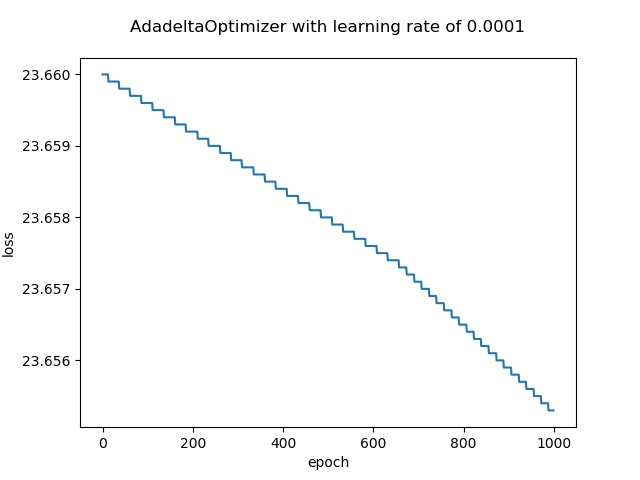 AdadeltaOptimizer with learning rate of 0.0001
23.660
23.659
23.658
23.657
23.656
loss
0 200 400 600 800 1000
epoch